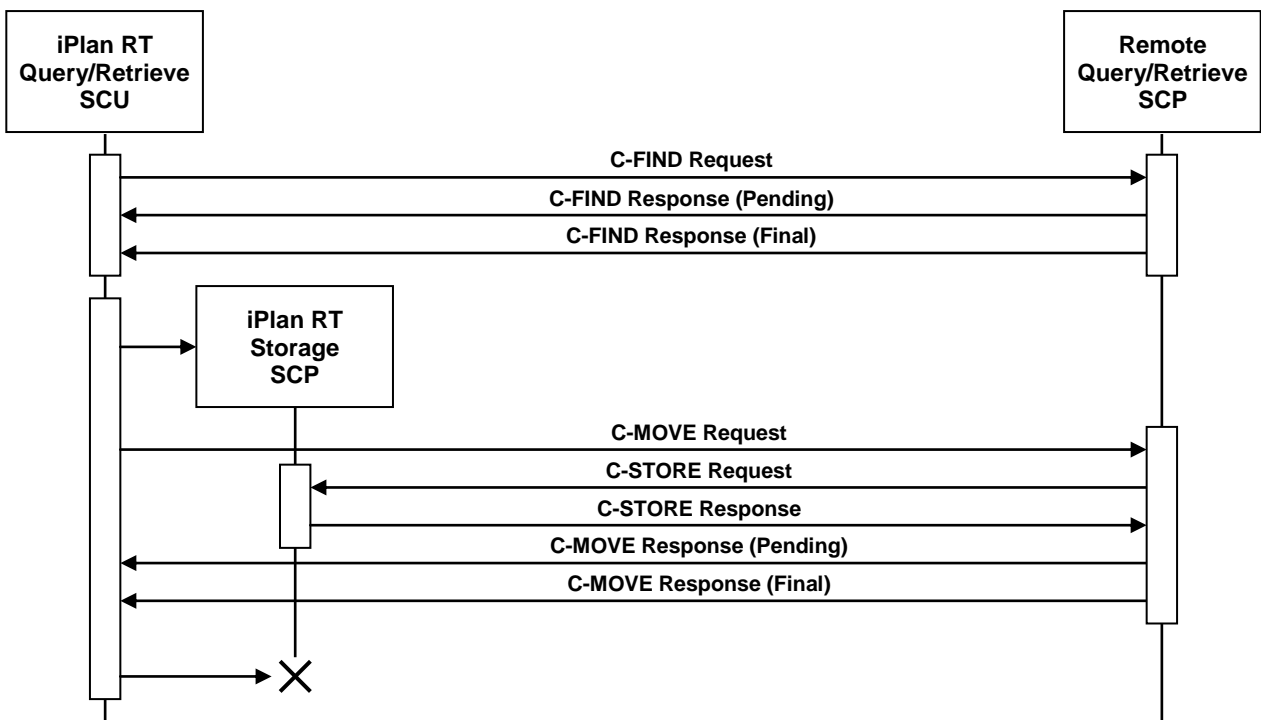 iPlan RT
Query/Retrieve
SCU
Remote
Query/Retrieve
SCP
C-FIND Request
C-FIND Response (Pending)
C-FIND Response (Final)
iPlan RT
Storage
SCP
C-MOVE Request
C-STORE Request
C-STORE Response
C-MOVE Response (Pending)
C-MOVE Response (Final)